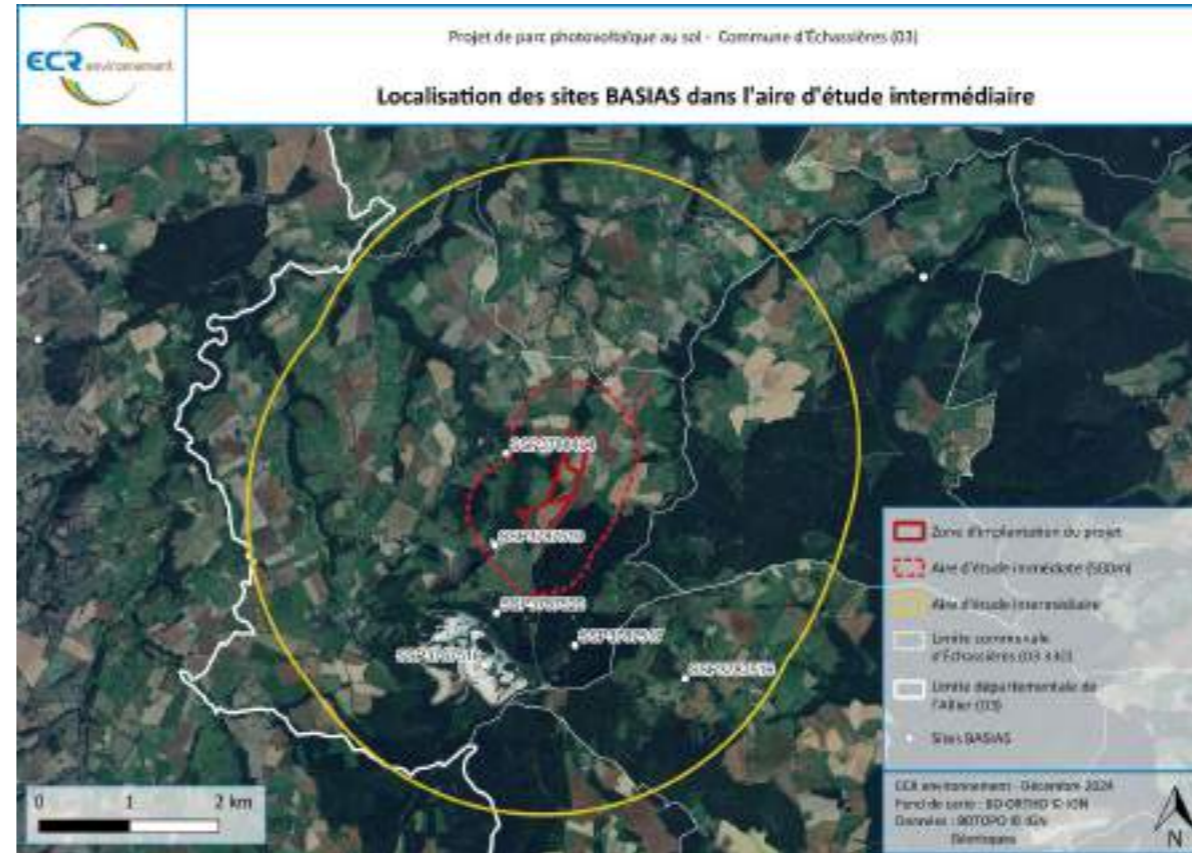 ECR environnement
Projet de parc photovoltaïque au sol - Commune d'Échassières (03)
Localisation des sites BASIAS dans l'aire d'étude intermédiaire
Zone d'implantation du projet
Aire d'étude immédiate (500m)
Aire d'étude intermédiaire
Limite communale
d'Échassières (03 330)
Limite départementale de
l'Allier (03)
Sites BASIAS
0 1 2 km
ECR environnement - Décembre 2024
Fond de carte : BD ORTHO © IGN
Données : BDTOPO © IGN
Géorisques
N